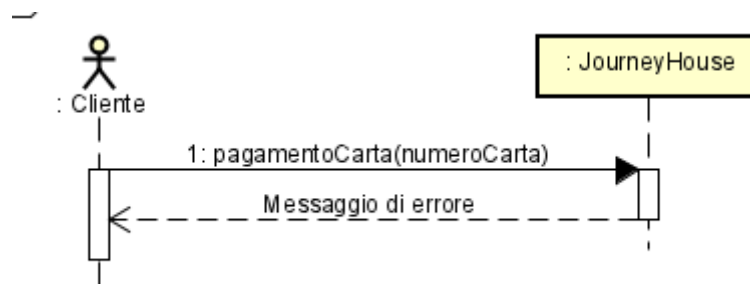 : JourneyHouse
: Cliente
1: pagamentoCarta(numeroCarta)
Messaggio di errore